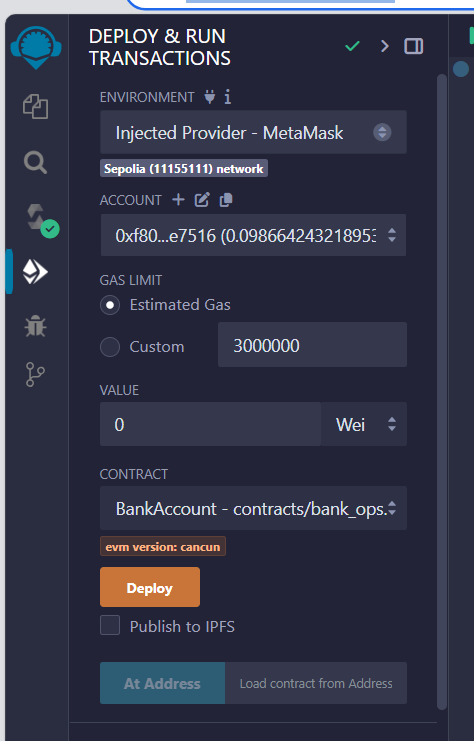 DEPLOY & RUN
TRANSACTIONS
ENVIRONMENT
Injected Provider - MetaMask
Sepolia (11155111) network
ACCOUNT
0xf80...e7516 (0.098664243218953
GAS LIMIT
Estimated Gas
Custom
3000000
VALUE
0
Wei
CONTRACT
BankAccount - contracts/bank_ops.
evm version: cancun
Deploy
Publish to IPFS
At Address
Load contract from Address